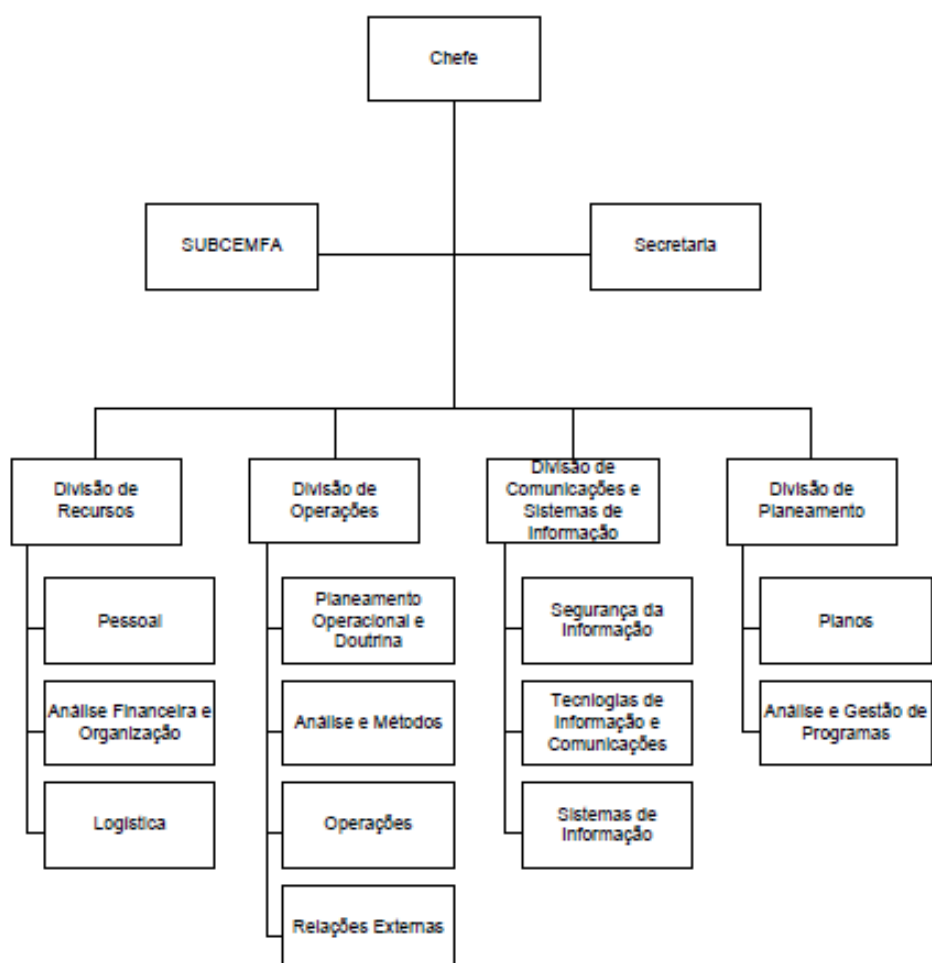 Chefe
SUBCEMFA
Secretaria
Divisão de
Recursos
Divisão de
Operações
Divisão de
Comunicações e
Sistemas de
Informação
Divisão de
Planeamento
Pessoal
Planeamento
Operacional e
Doutrina
Segurança da
Informação
Planos
Análise Financeira e
Organização
Análise e Métodos
Tecnlogias de
Informação e
Comunicações
Análise e Gestão de
Programas
Logistica
Operações
Sistemas de
Informação
Relações Externas